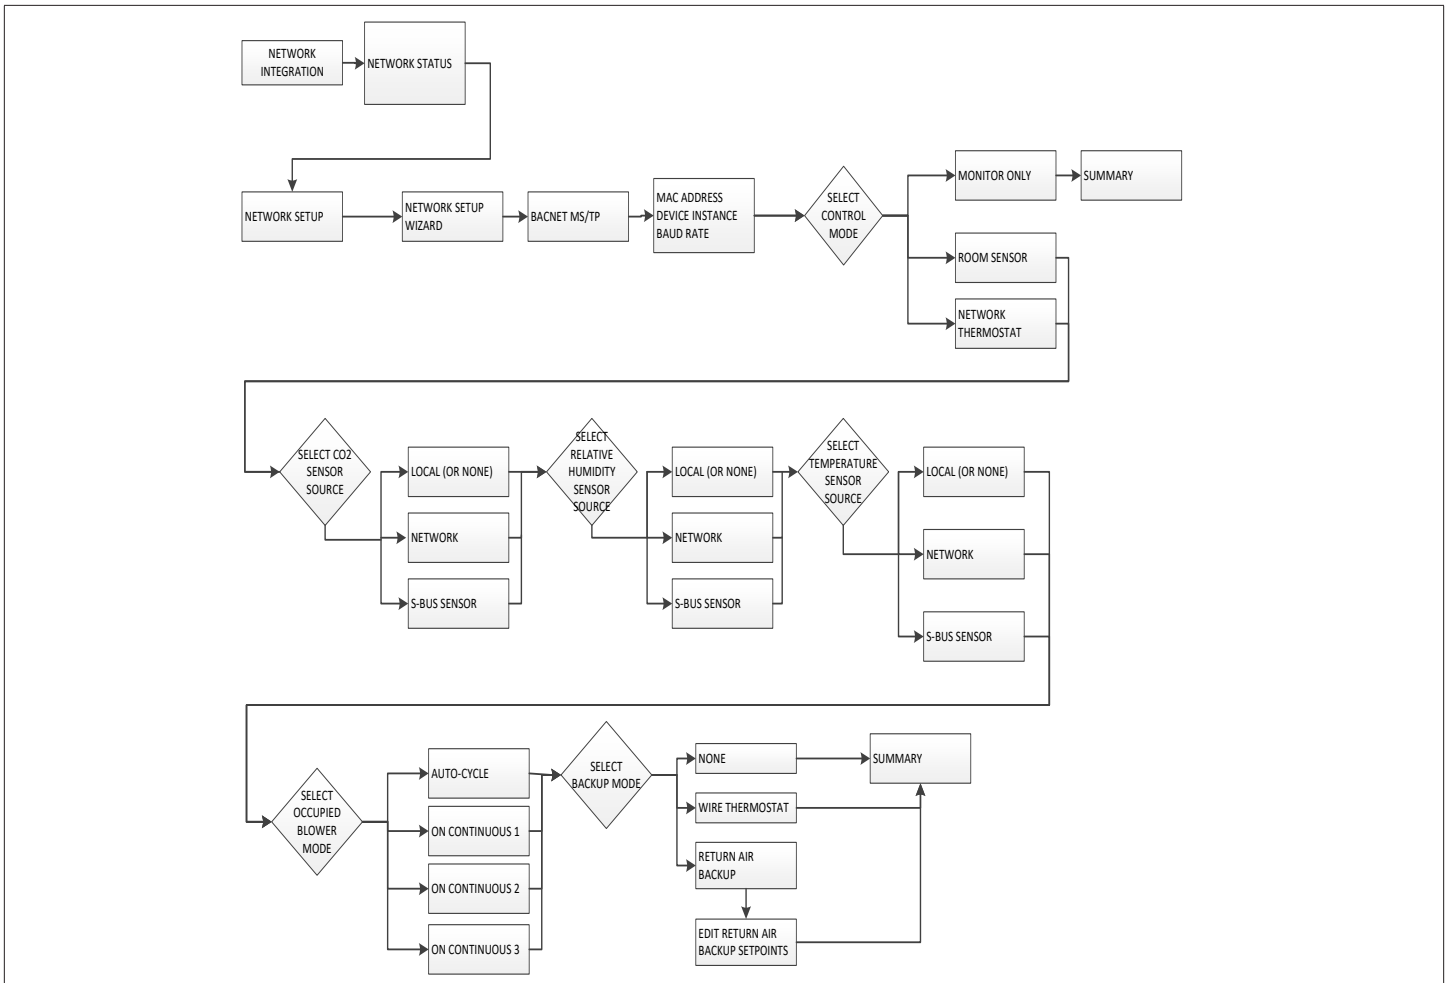 NETWORK
INTEGRATION
NETWORK STATUS
NETWORK SETUP
NETWORK SETUP
WIZARD
BACNET MS/TP
MAC ADDRESS
DEVICE INSTANCE
BAUD RATE
SELECT
CONTROL
MODE
MONITOR ONLY
SUMMARY
ROOM SENSOR
NETWORK
THERMOSTAT
SELECT CO2
SENSOR
SOURCE
LOCAL (OR NONE)
NETWORK
S-BUS SENSOR
SELECT
RELATIVE
HUMIDITY
SENSOR
SOURCE
LOCAL (OR NONE)
NETWORK
S-BUS SENSOR
SELECT
TEMPERATURE
SENSOR
SOURCE
LOCAL (OR NONE)
NETWORK
S-BUS SENSOR
SELECT
OCCUPIED
BLOWER
MODE
AUTO-CYCLE
ON CONTINUOUS 1
ON CONTINUOUS 2
ON CONTINUOUS 3
SELECT
BACKUP MODE
NONE
WIRE THERMOSTAT
RETURN AIR
BACKUP
EDIT RETURN AIR
BACKUP SETPOINTS
SUMMARY